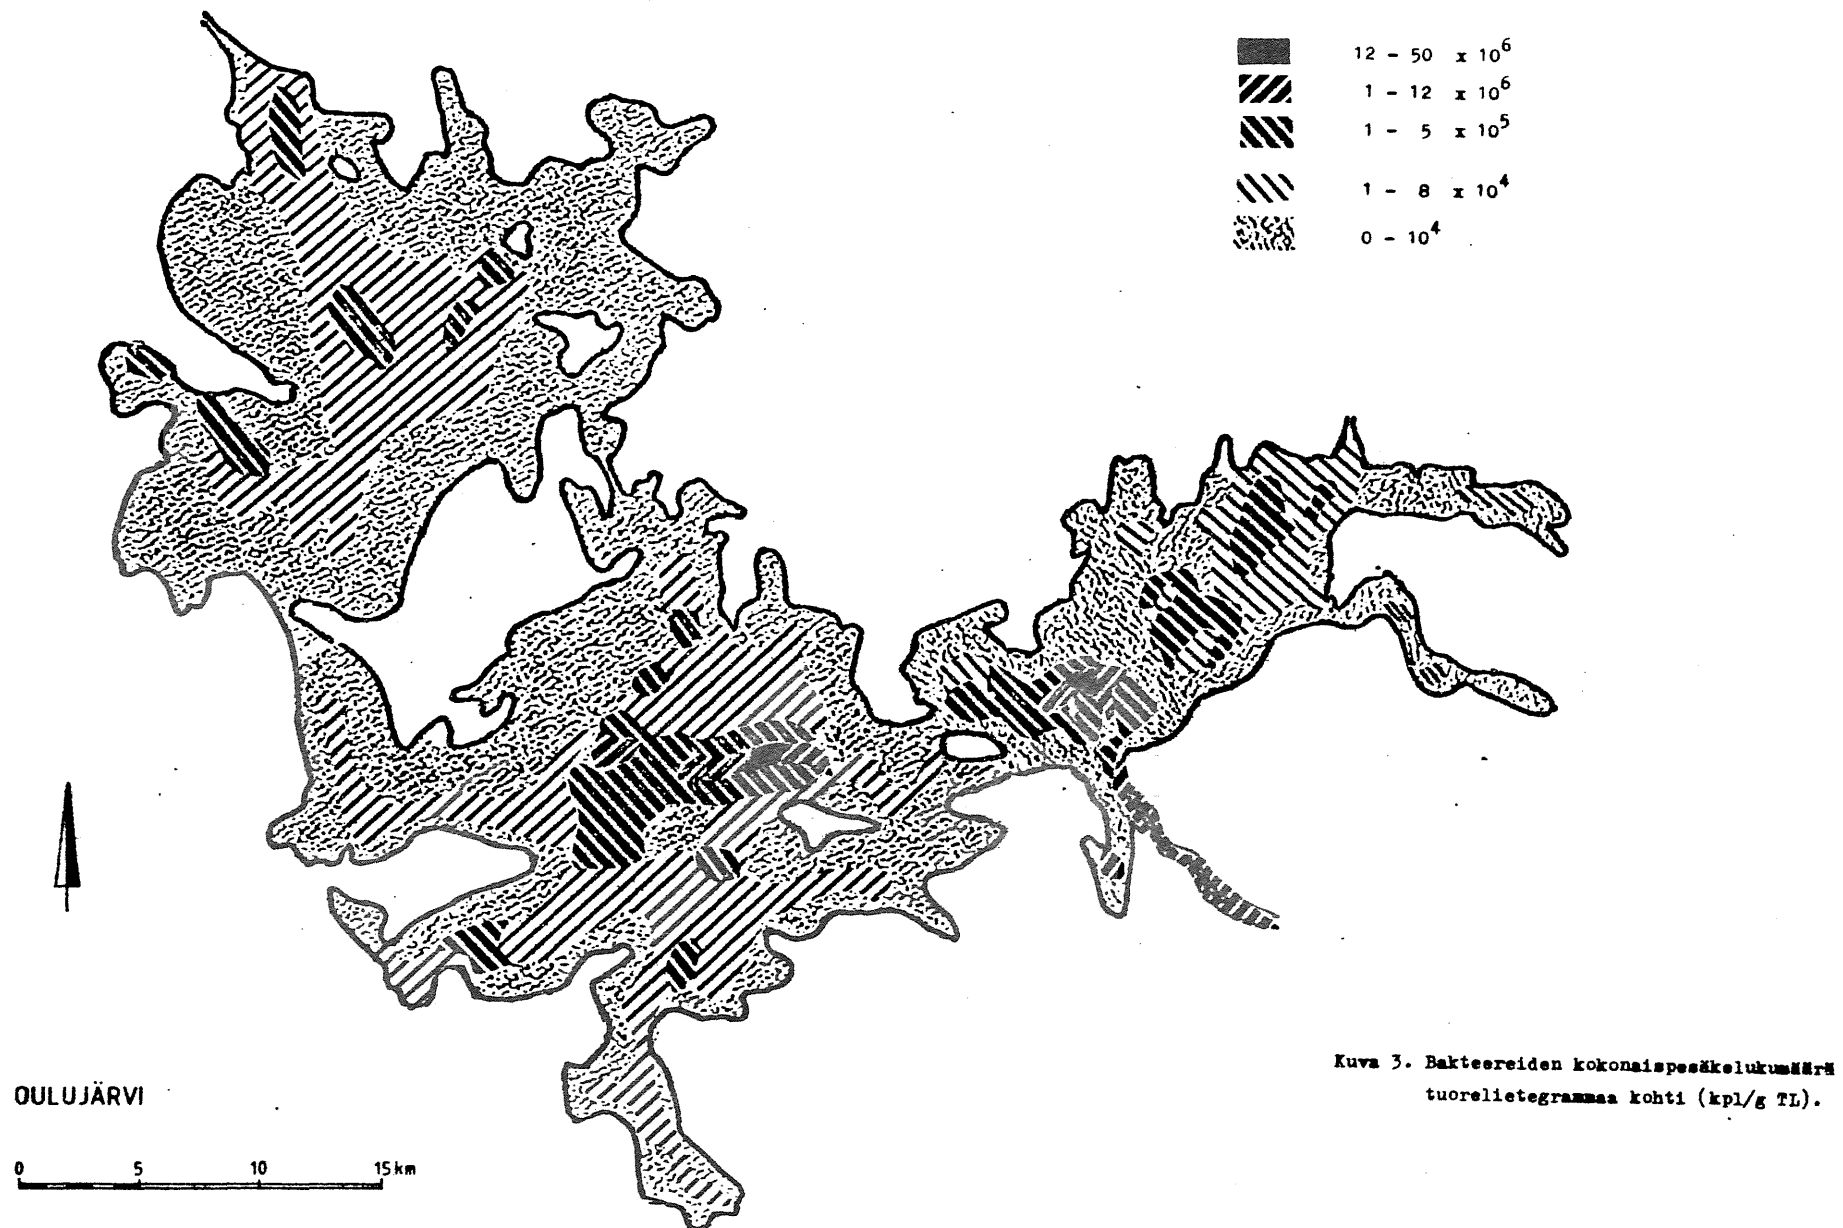 12 - 50 x 10⁶
1 - 12 x 10⁶
1 - 5 x 10⁵
1 - 8 x 10⁴
0 - 10⁴
Kuva 3. Bakteereiden kokonaispesäkelukumäärä
tuorelietegrammaa kohti (kpl/g TL).
OULUJÄRVI
0 5 10 15 km